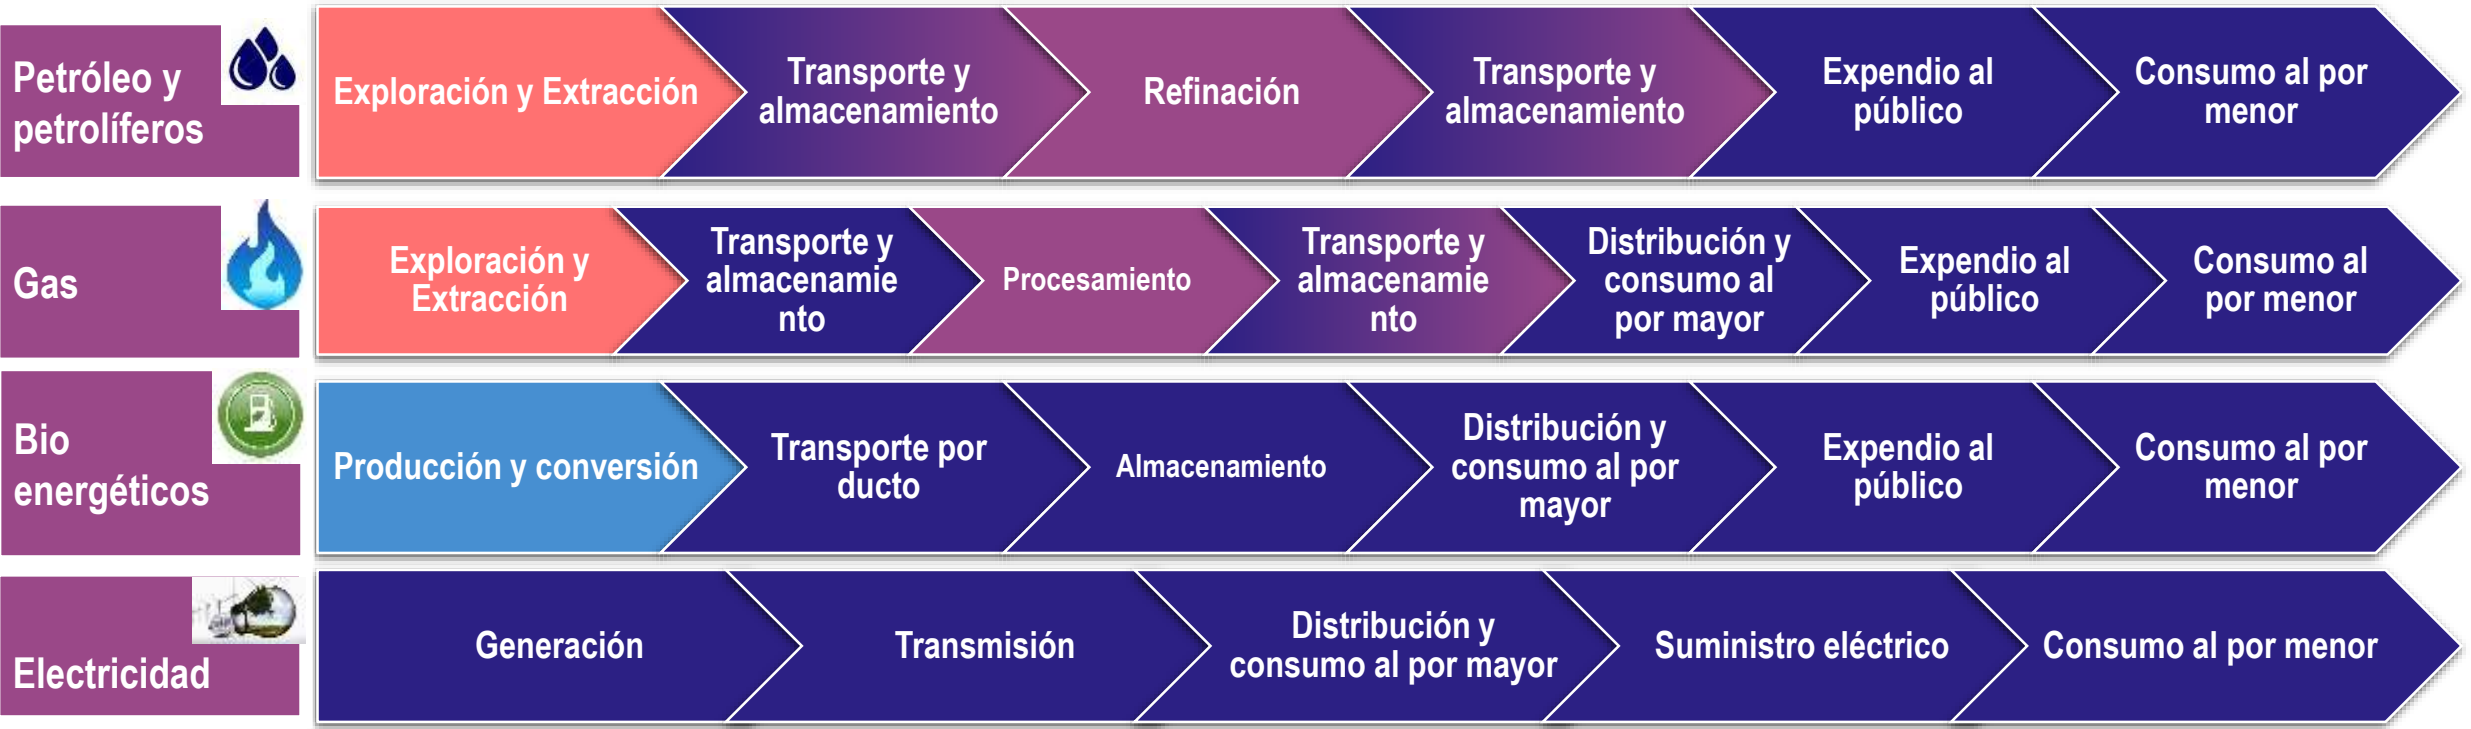 Petróleo y
petrolíferos
Exploración y Extracción
Transporte y
almacenamiento
Refinación
Transporte y
almacenamiento
Expendio al
público
Consumo al por
menor
Gas
Exploración y
Extracción
Transporte y
almacenamie
nto
Procesamiento
Transporte y
almacenamie
nto
Distribución y
consumo al
por mayor
Expendio al
público
Consumo al
por menor
Bio
energéticos
Producción y conversión
Transporte por
ducto
Almacenamiento
Distribución y
consumo al por
mayor
Expendio al
público
Consumo al por
menor
Electricidad
Generación
Transmisión
Distribución y
consumo al por mayor
Suministro eléctrico
Consumo al por menor